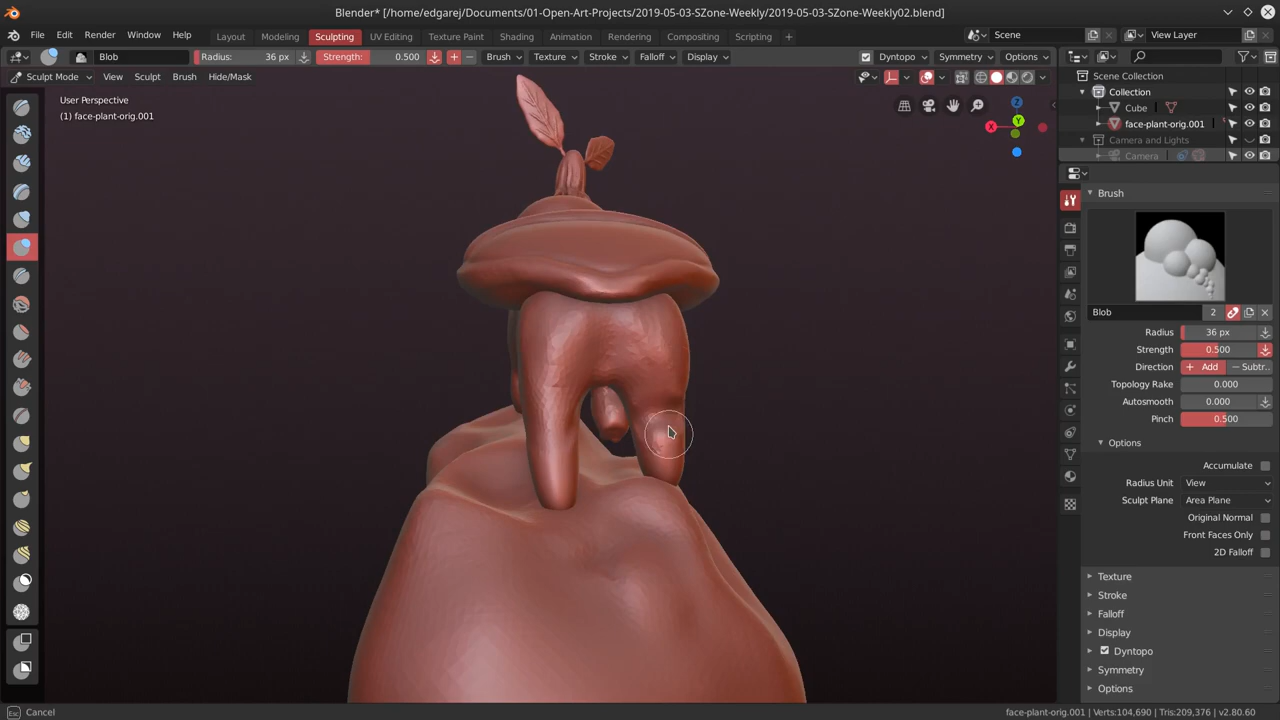 Blender* [/home/edgarej/Documents/01-Open-Art-Projects/2019-05-03-SZone-Weekly/2019-05-03-SZone-Weekly02.blend]
File Edit Render Window Help Layout Modeling Sculpting UV Editing Texture Paint Shading Animation Rendering Compositing Scripting + Scene View Layer
Blob Radius: 36 px Strength: 0.500 Brush Texture Stroke Falloff Display Dyntopo Symmetry Options
Sculpt Mode View Sculpt Brush Hide/Mask
Scene Collection
Collection
Cube
face-plant-orig.001
Camera and Lights
Camera
User Perspective
(1) face-plant-orig.001
Z
Y
X
Brush
Blob 2
Radius 36 px
Strength 0.500
Direction + Add − Subtr..
Topology Rake 0.000
Autosmooth 0.000
Pinch 0.500
Options
Accumulate
Radius Unit View
Sculpt Plane Area Plane
Original Normal
Front Faces Only
2D Falloff
Texture
Stroke
Falloff
Display
Dyntopo
Symmetry
Options
Esc Cancel
face-plant-orig.001 | Verts:104,690 | Tris:209,376 | v2.80.60